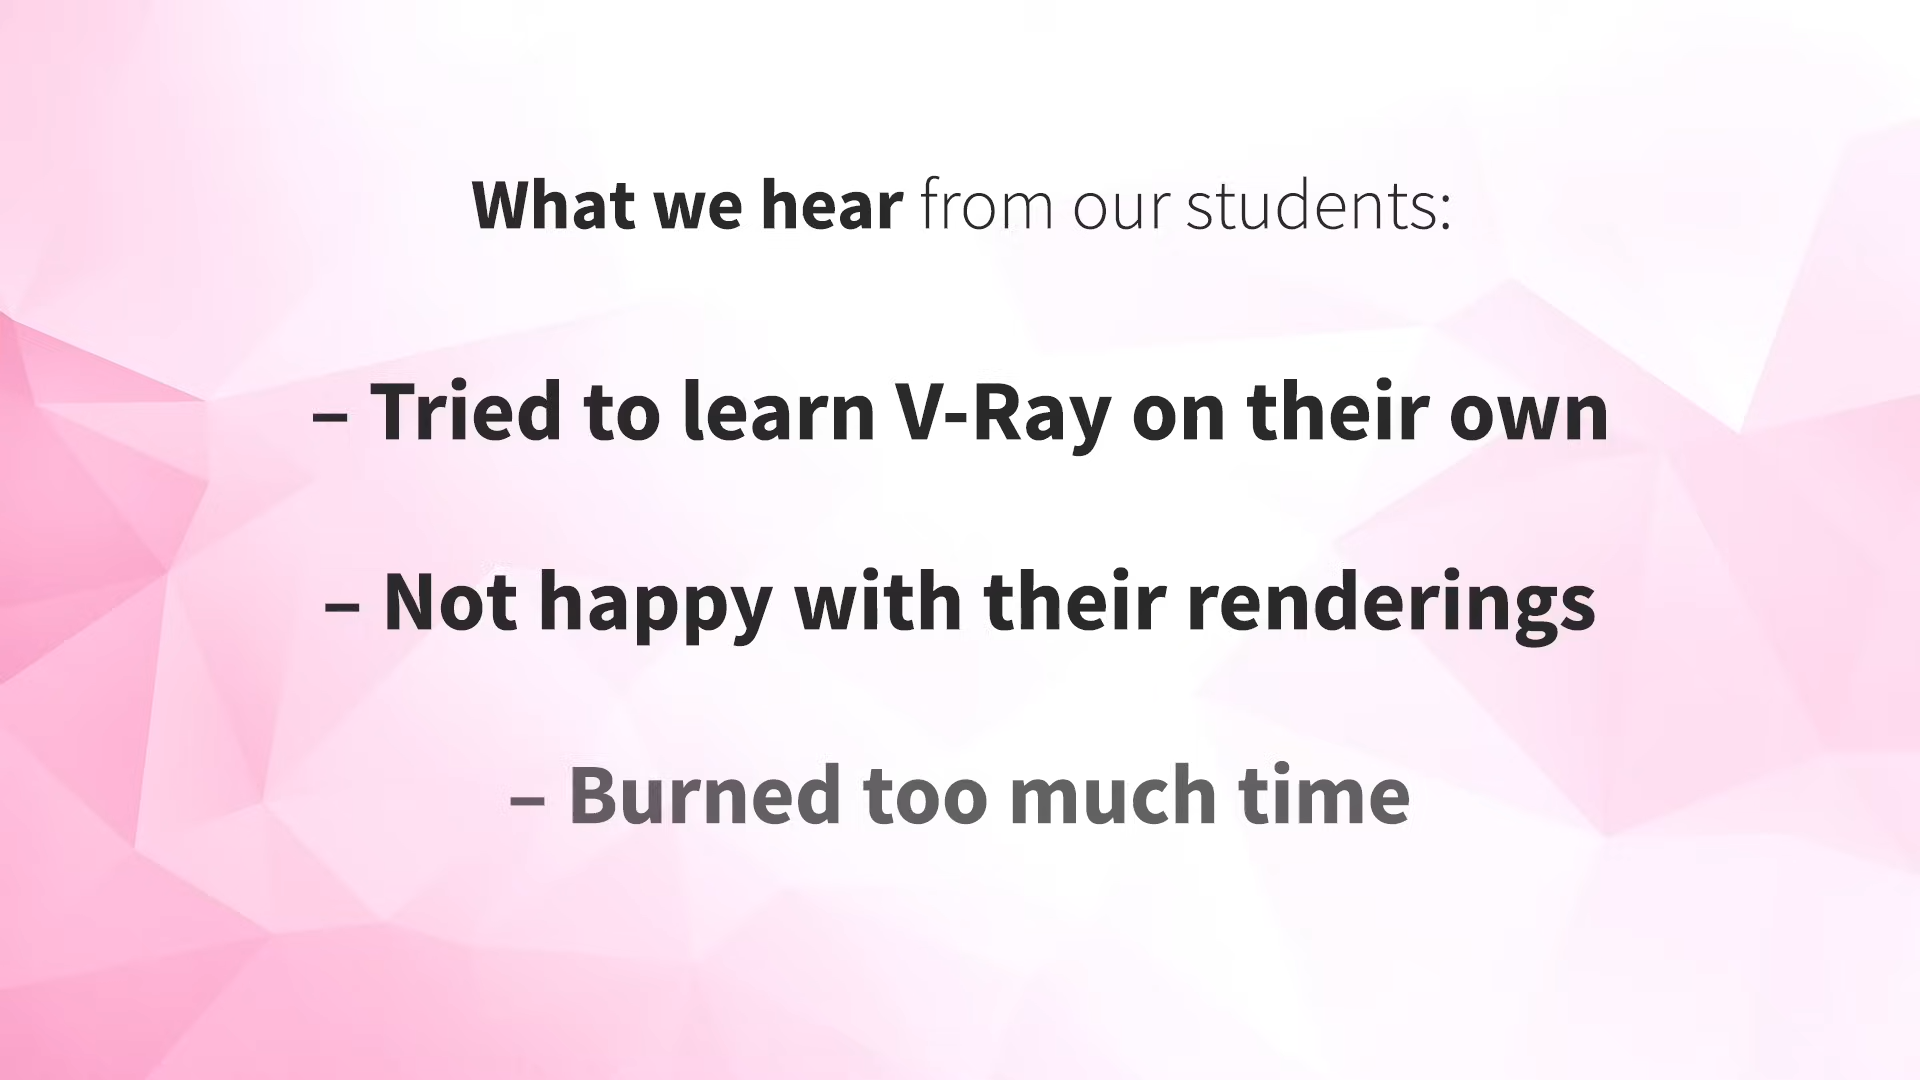 What we hear from our students:
– Tried to learn V-Ray on their own
– Not happy with their renderings
– Burned too much time